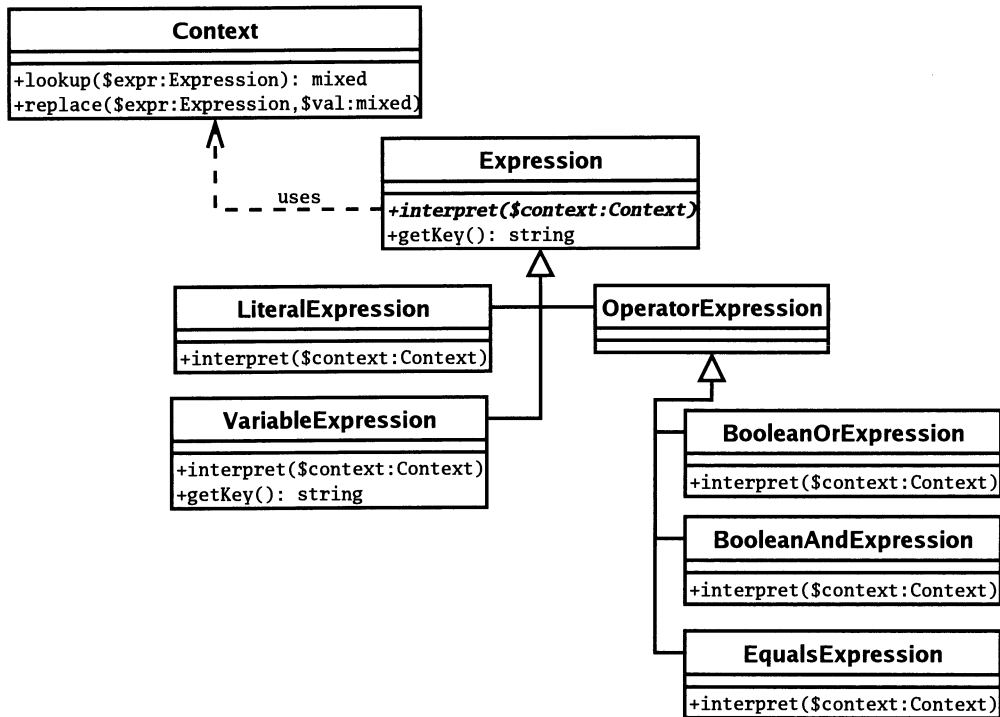 Context
+lookup($expr:Expression): mixed
+replace($expr:Expression,$val:mixed)
Expression
+interpret($context:Context)
+getKey(): string
uses
LiteralExpression
+interpret($context:Context)
OperatorExpression
VariableExpression
+interpret($context:Context)
+getKey(): string
BooleanOrExpression
+interpret($context:Context)
BooleanAndExpression
+interpret($context:Context)
EqualsExpression
+interpret($context:Context)